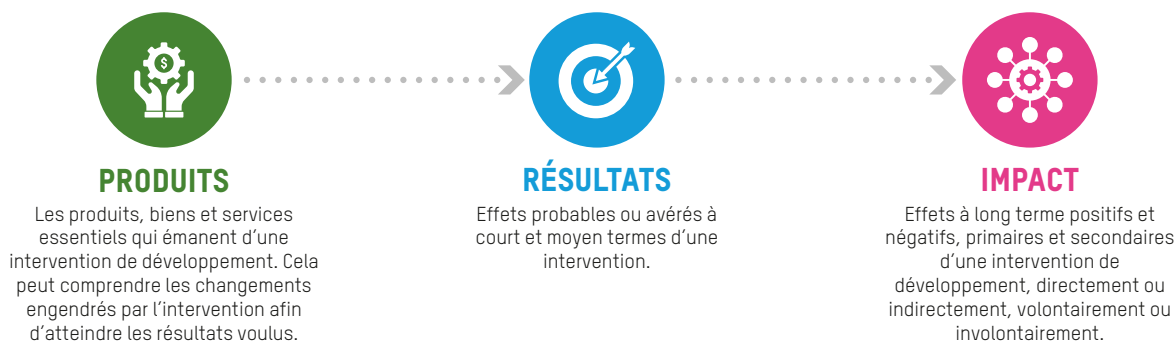 $
PRODUITS
Les produits, biens et services
essentiels qui émanent d’une
intervention de développement. Cela
peut comprendre les changements
engendrés par l’intervention afin
d’atteindre les résultats voulus.
RÉSULTATS
Effets probables ou avérés à
court et moyen termes d’une
intervention.
IMPACT
Effets à long terme positifs et
négatifs, primaires et secondaires
d’une intervention de
développement, directement ou
indirectement, volontairement ou
involontairement.